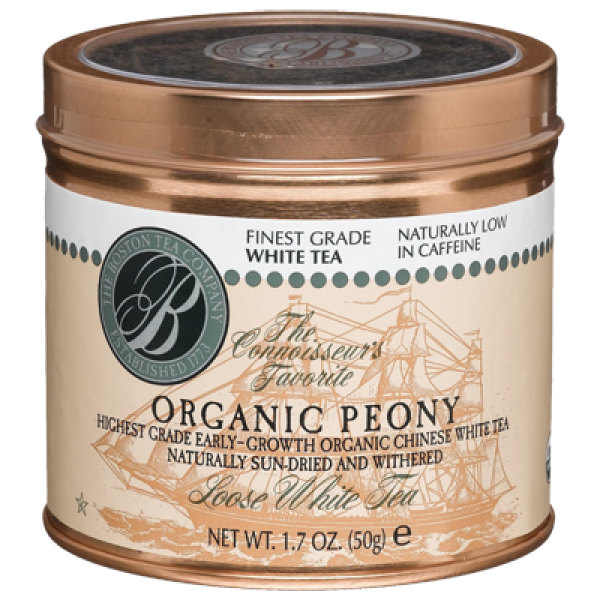 B
THE BOSTON TEA COMPANY
B
ESTABLISHED 1773
FINEST GRADE
WHITE TEA
NATURALLY LOW
IN CAFFEINE
The
Connoisseur's
Favorite
ORGANIC PEONY
HIGHEST GRADE EARLY-GROWTH ORGANIC CHINESE WHITE TEA
NATURALLY SUN-DRIED AND WITHERED
Loose White Tea
NET WT. 1.7 OZ. (50g) e